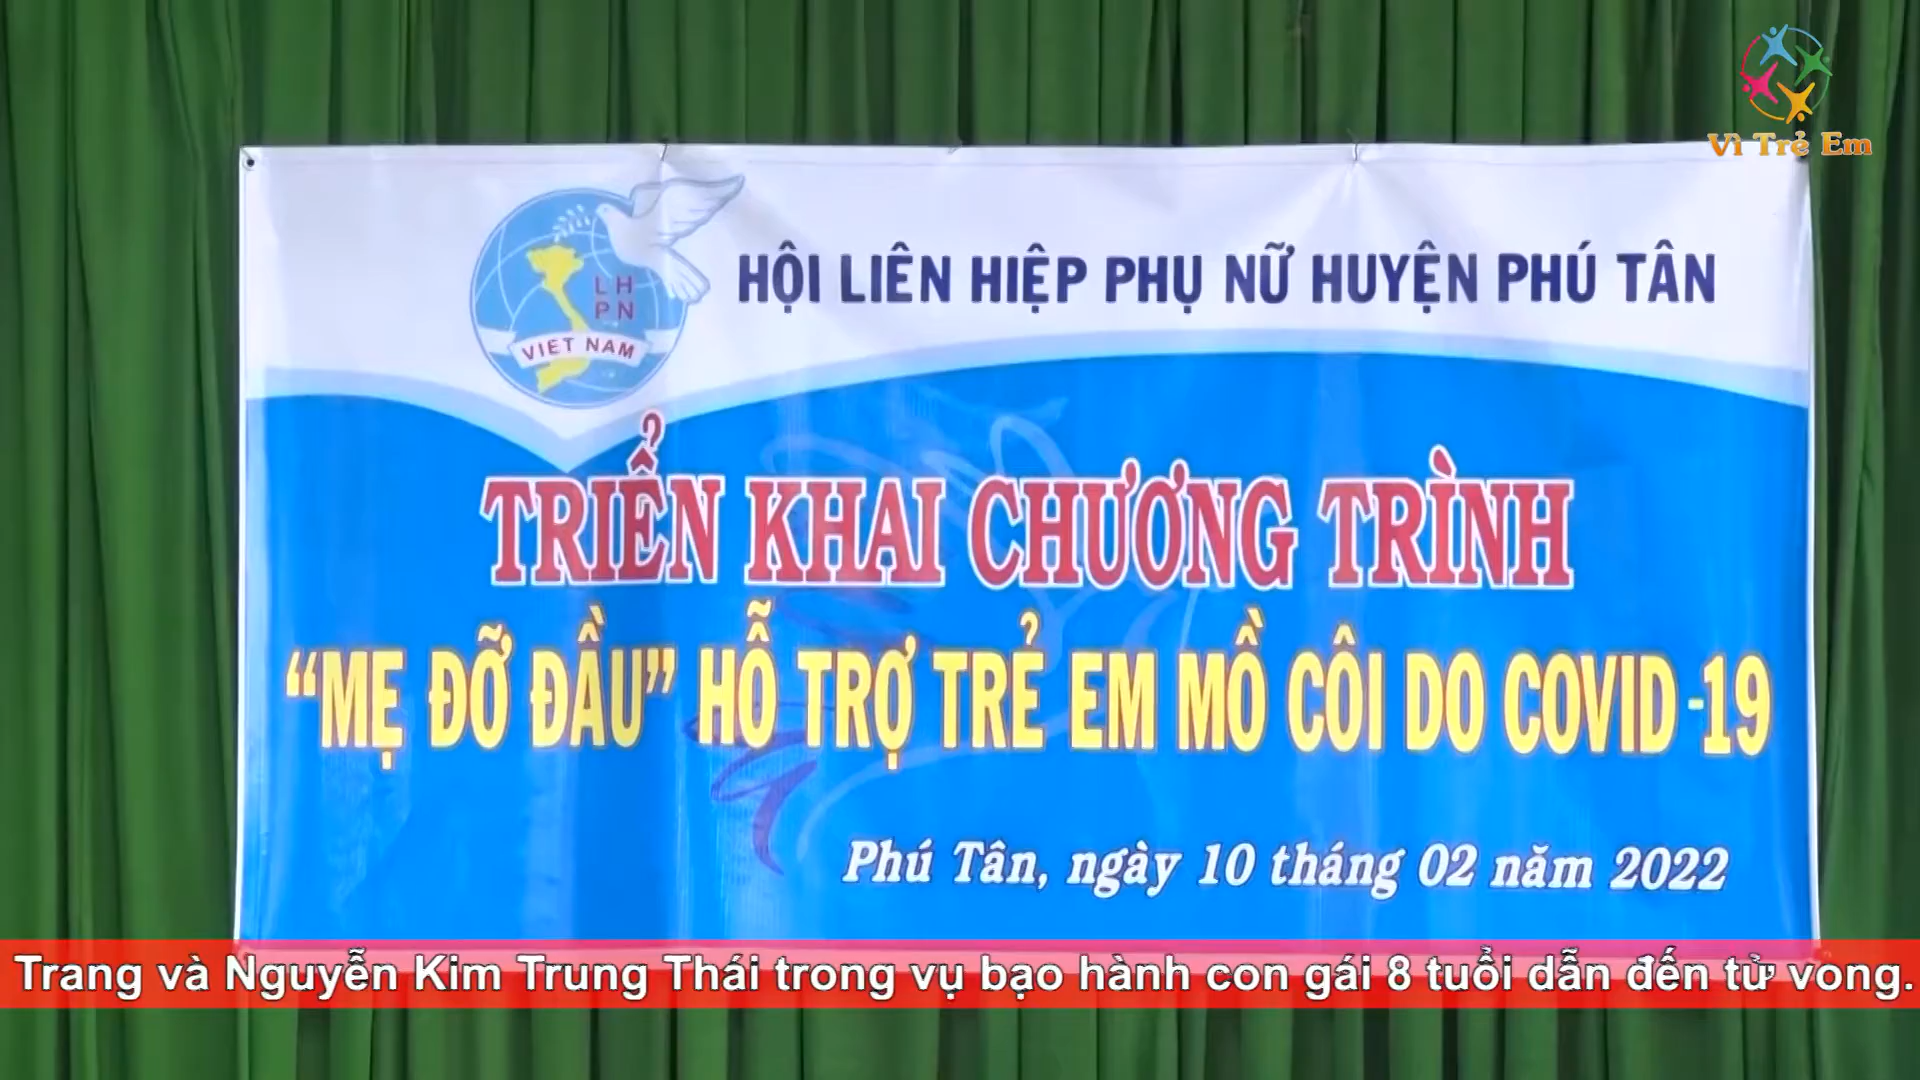 Vì Trẻ Em
HỘI LIÊN HIỆP PHỤ NỮ HUYỆN PHÚ TÂN
LH
PN
VIET NAM
TRIỂN KHAI CHƯƠNG TRÌNH
“MẸ ĐỠ ĐẦU” HỖ TRỢ TRẺ EM MỒ CÔI DO COVID -19
Phú Tân, ngày 10 tháng 02 năm 2022
Trang và Nguyễn Kim Trung Thái trong vụ bạo hành con gái 8 tuổi dẫn đến tử vong.